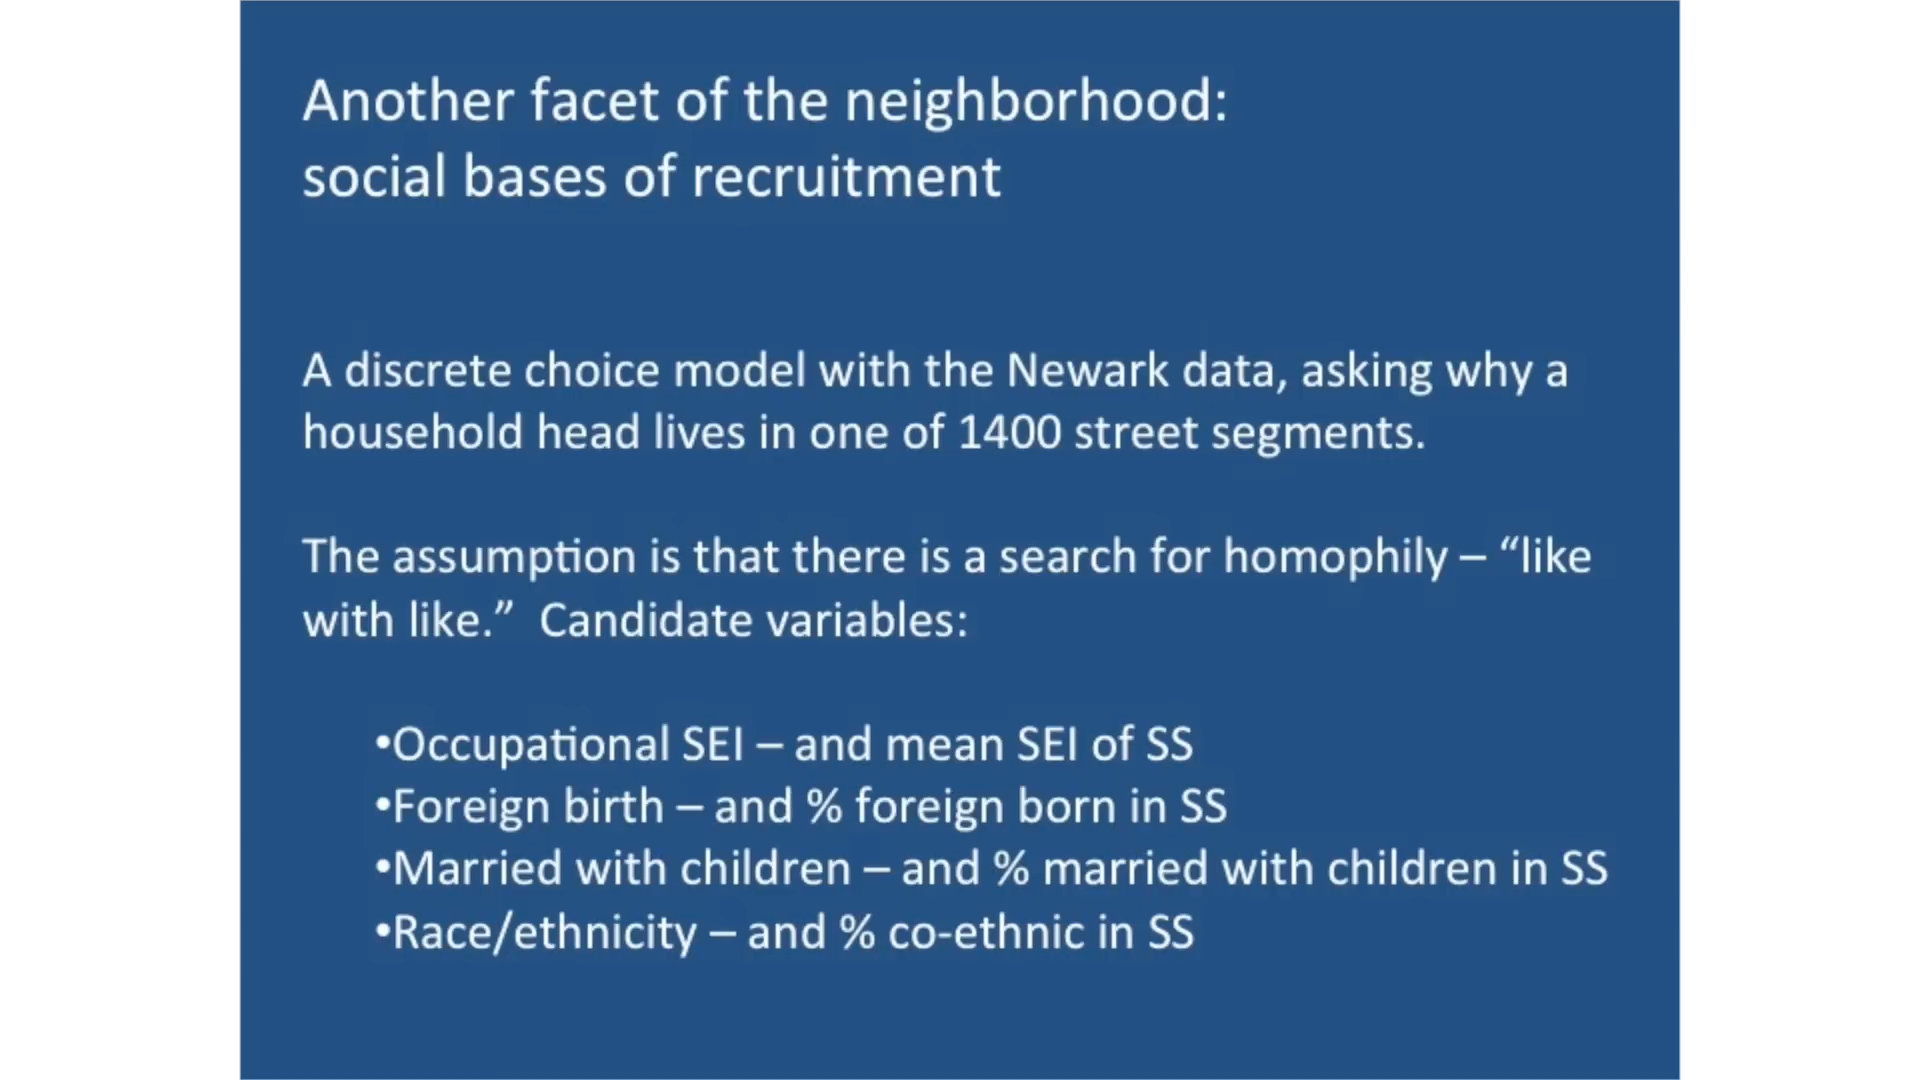 Another facet of the neighborhood:
social bases of recruitment
A discrete choice model with the Newark data, asking why a
household head lives in one of 1400 street segments.
The assumption is that there is a search for homophily – “like
with like.”  Candidate variables:
•Occupational SEI – and mean SEI of SS
•Foreign birth – and % foreign born in SS
•Married with children – and % married with children in SS
•Race/ethnicity – and % co-ethnic in SS